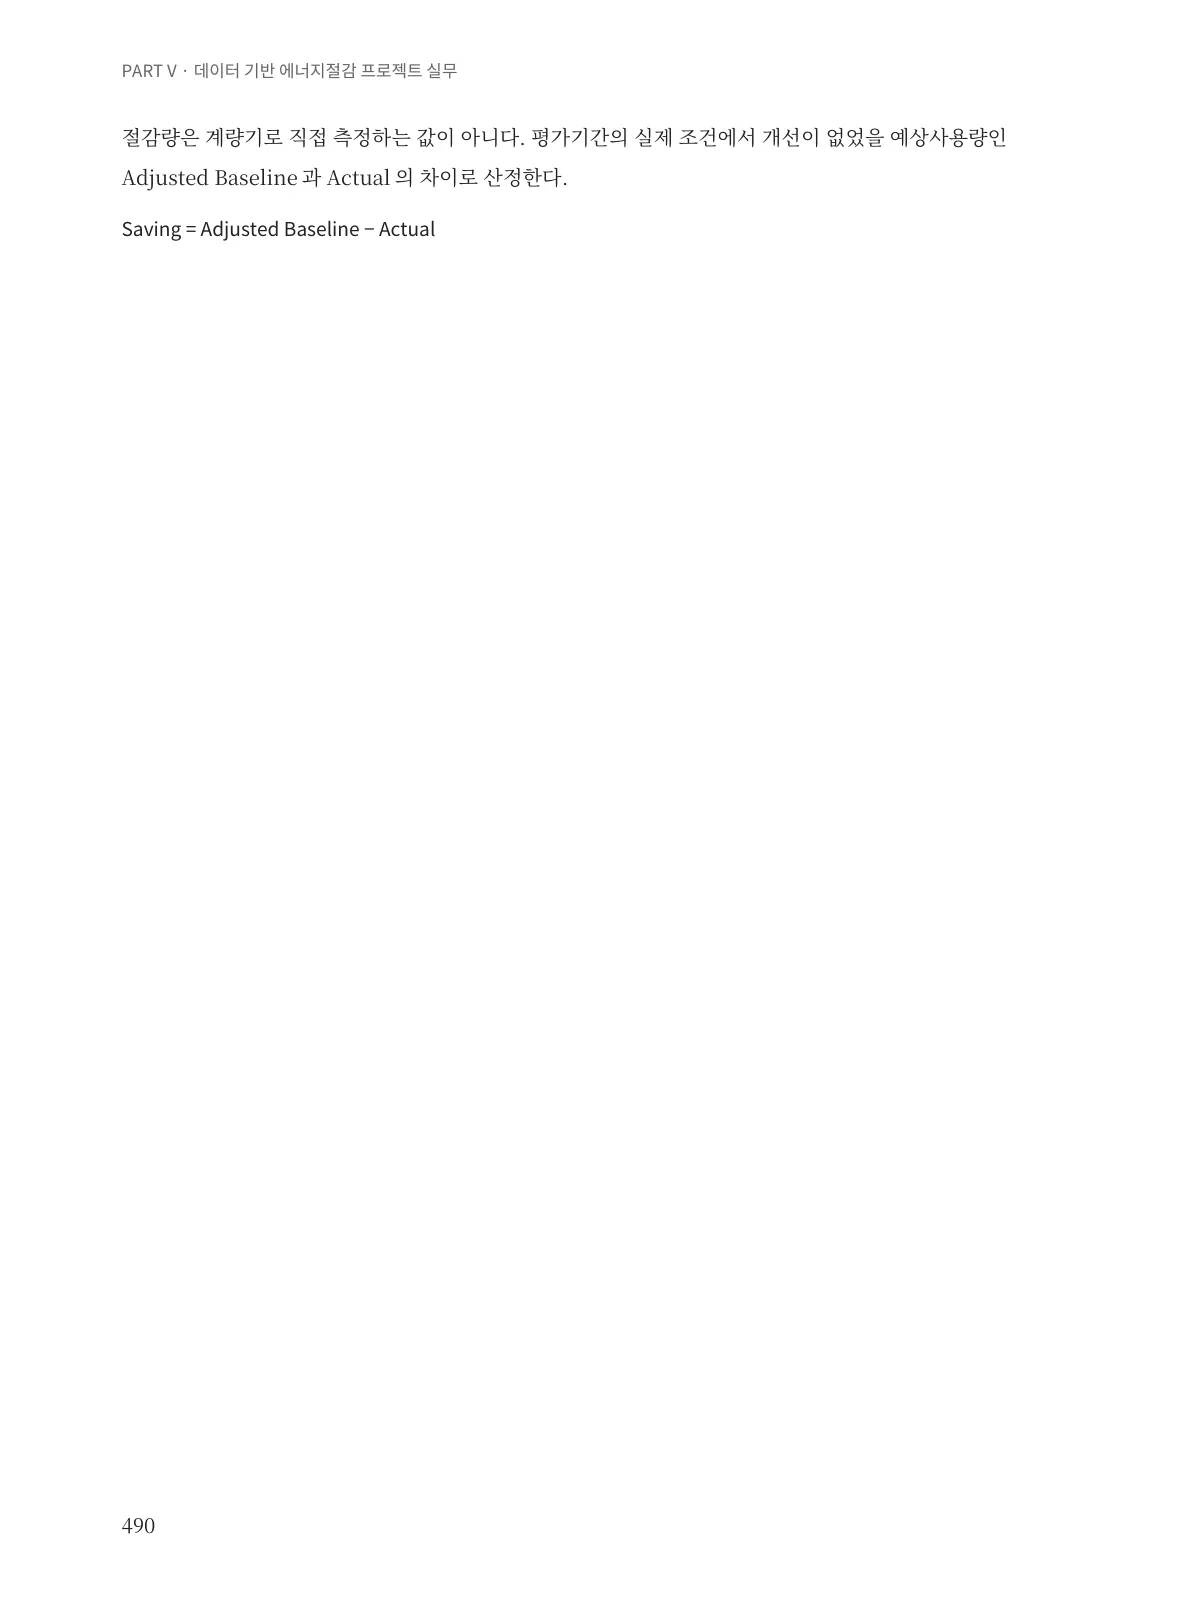 PART V · 데이터 기반 에너지절감 프로젝트 실무
절감량은 계량기로 직접 측정하는 값이 아니다. 평가기간의 실제 조건에서 개선이 없었을 예상사용량인
Adjusted Baseline 과 Actual 의 차이로 산정한다.
Saving = Adjusted Baseline − Actual
490